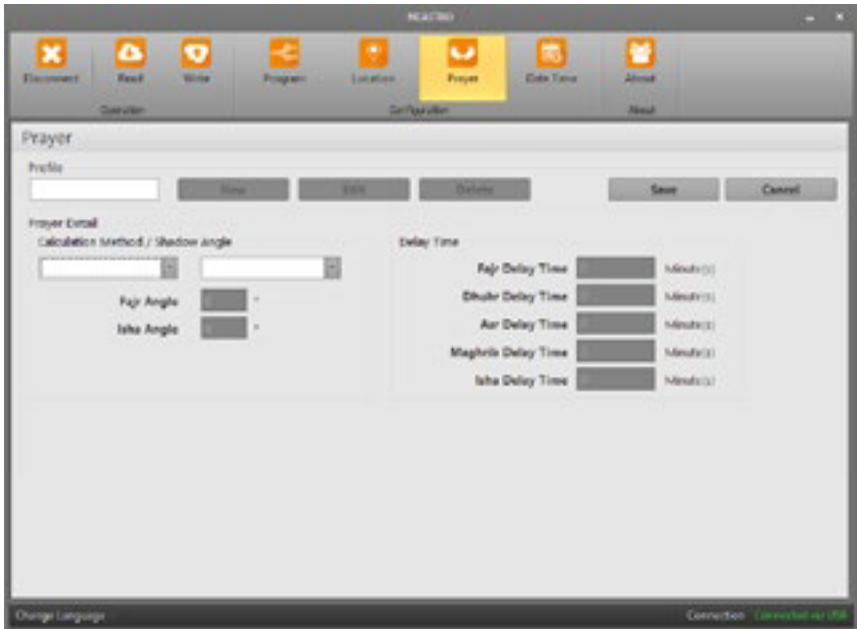 Disconnect Read Write Program Location Prayer Date Time About
Operation Configuration About
Prayer
Profile
New Edit Delete Save Cancel
Prayer Detail
Calculation Method / Shadow Angle
Delay Time
Fajr Angle °
Isha Angle °
Fajr Delay Time Minute(s)
Dhuhr Delay Time Minute(s)
Asr Delay Time Minute(s)
Maghrib Delay Time Minute(s)
Isha Delay Time Minute(s)
Change Language
Connection Connected via USB